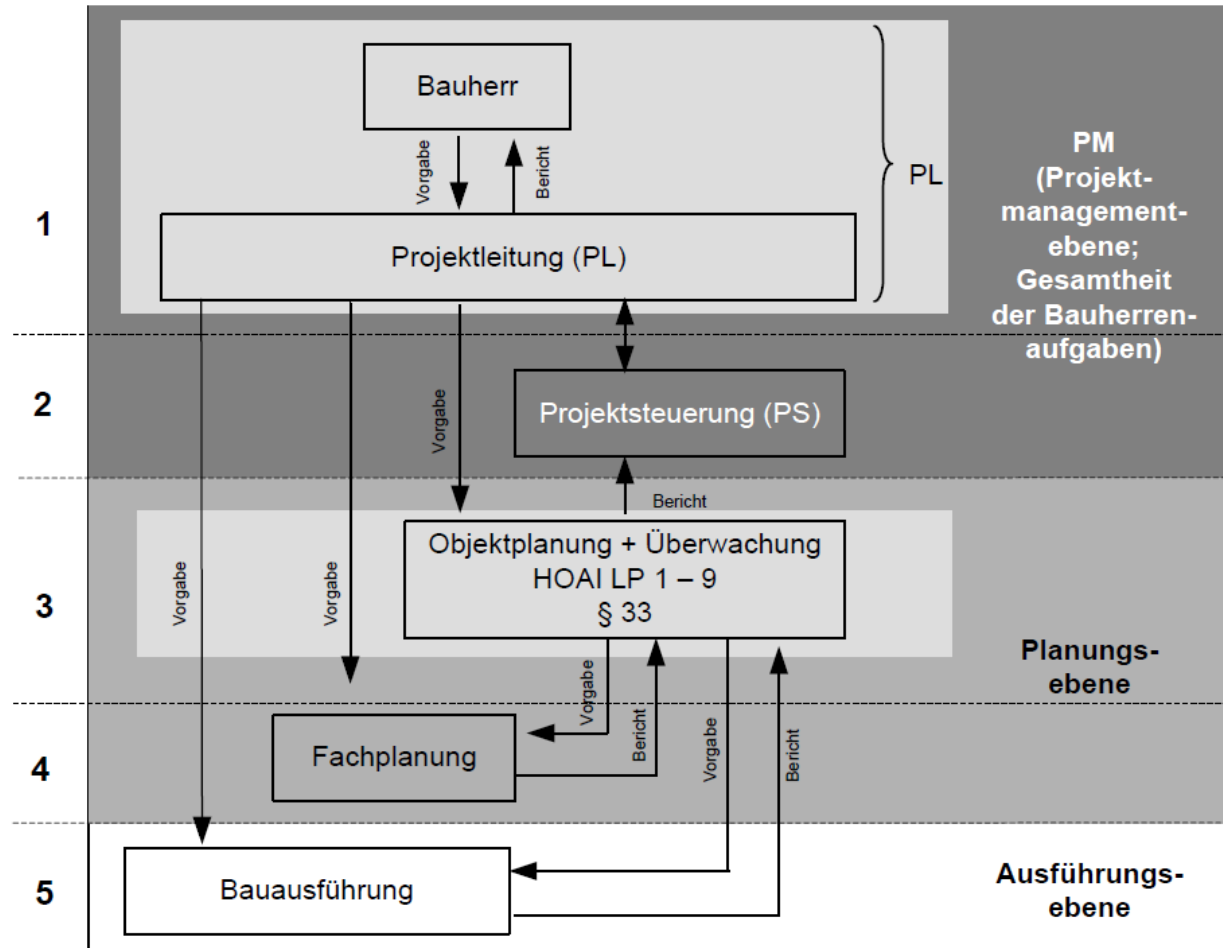 Bauherr
Vorgabe
Bericht
PL
PM
(Projekt-
management-
ebene;
Gesamtheit
der Bauherren-
aufgaben)
1
Projektleitung (PL)
2
Projektsteuerung (PS)
Vorgabe
Bericht
Objektplanung + Überwachung
HOAI LP 1 – 9
§ 33
3
Vorgabe
Vorgabe
Planungs-
ebene
Vorgabe
Bericht
Vorgabe
Bericht
4
Fachplanung
5
Bauausführung
Ausführungs-
ebene